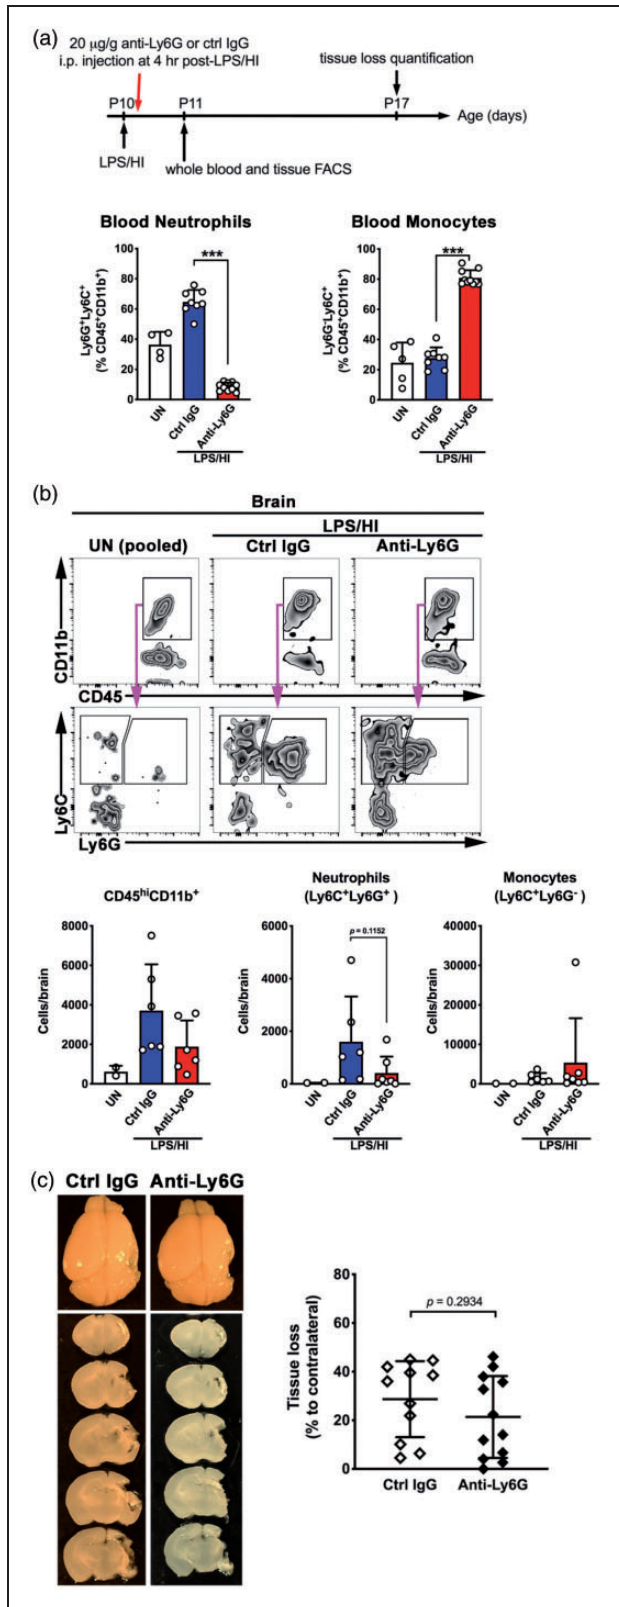 (a)
20 µg/g anti-Ly6G or ctrl IgG
i.p. injection at 4 hr post-LPS/HI
tissue loss quantification
P10
P11
P17
Age (days)
LPS/HI
whole blood and tissue FACS
Blood Neutrophils
Ly6G⁺Ly6C⁺
(% CD45⁺CD11b⁺)
100
80
60
40
20
0
***
UN
Ctrl IgG
Anti-Ly6G
LPS/HI
Blood Monocytes
Ly6G⁻Ly6C⁺
(% CD45⁺CD11b⁺)
100
80
60
40
20
0
***
UN
Ctrl IgG
Anti-Ly6G
LPS/HI
(b)
Brain
LPS/HI
UN (pooled)
Ctrl IgG
Anti-Ly6G
CD11b
CD45
Ly6C
Ly6G
CD45ʰⁱCD11b⁺
Cells/brain
8000
6000
4000
2000
0
UN
Ctrl IgG
Anti-Ly6G
LPS/HI
Neutrophils
(Ly6C⁺Ly6G⁺)
Cells/brain
6000
4000
2000
0
p = 0.1152
UN
Ctrl IgG
Anti-Ly6G
LPS/HI
Monocytes
(Ly6C⁺Ly6G⁻)
Cells/brain
40000
30000
20000
10000
0
UN
Ctrl IgG
Anti-Ly6G
LPS/HI
(c)
Ctrl IgG Anti-Ly6G
Tissue loss
(% to contralateral)
80
60
40
20
0
p = 0.2934
Ctrl IgG
Anti-Ly6G